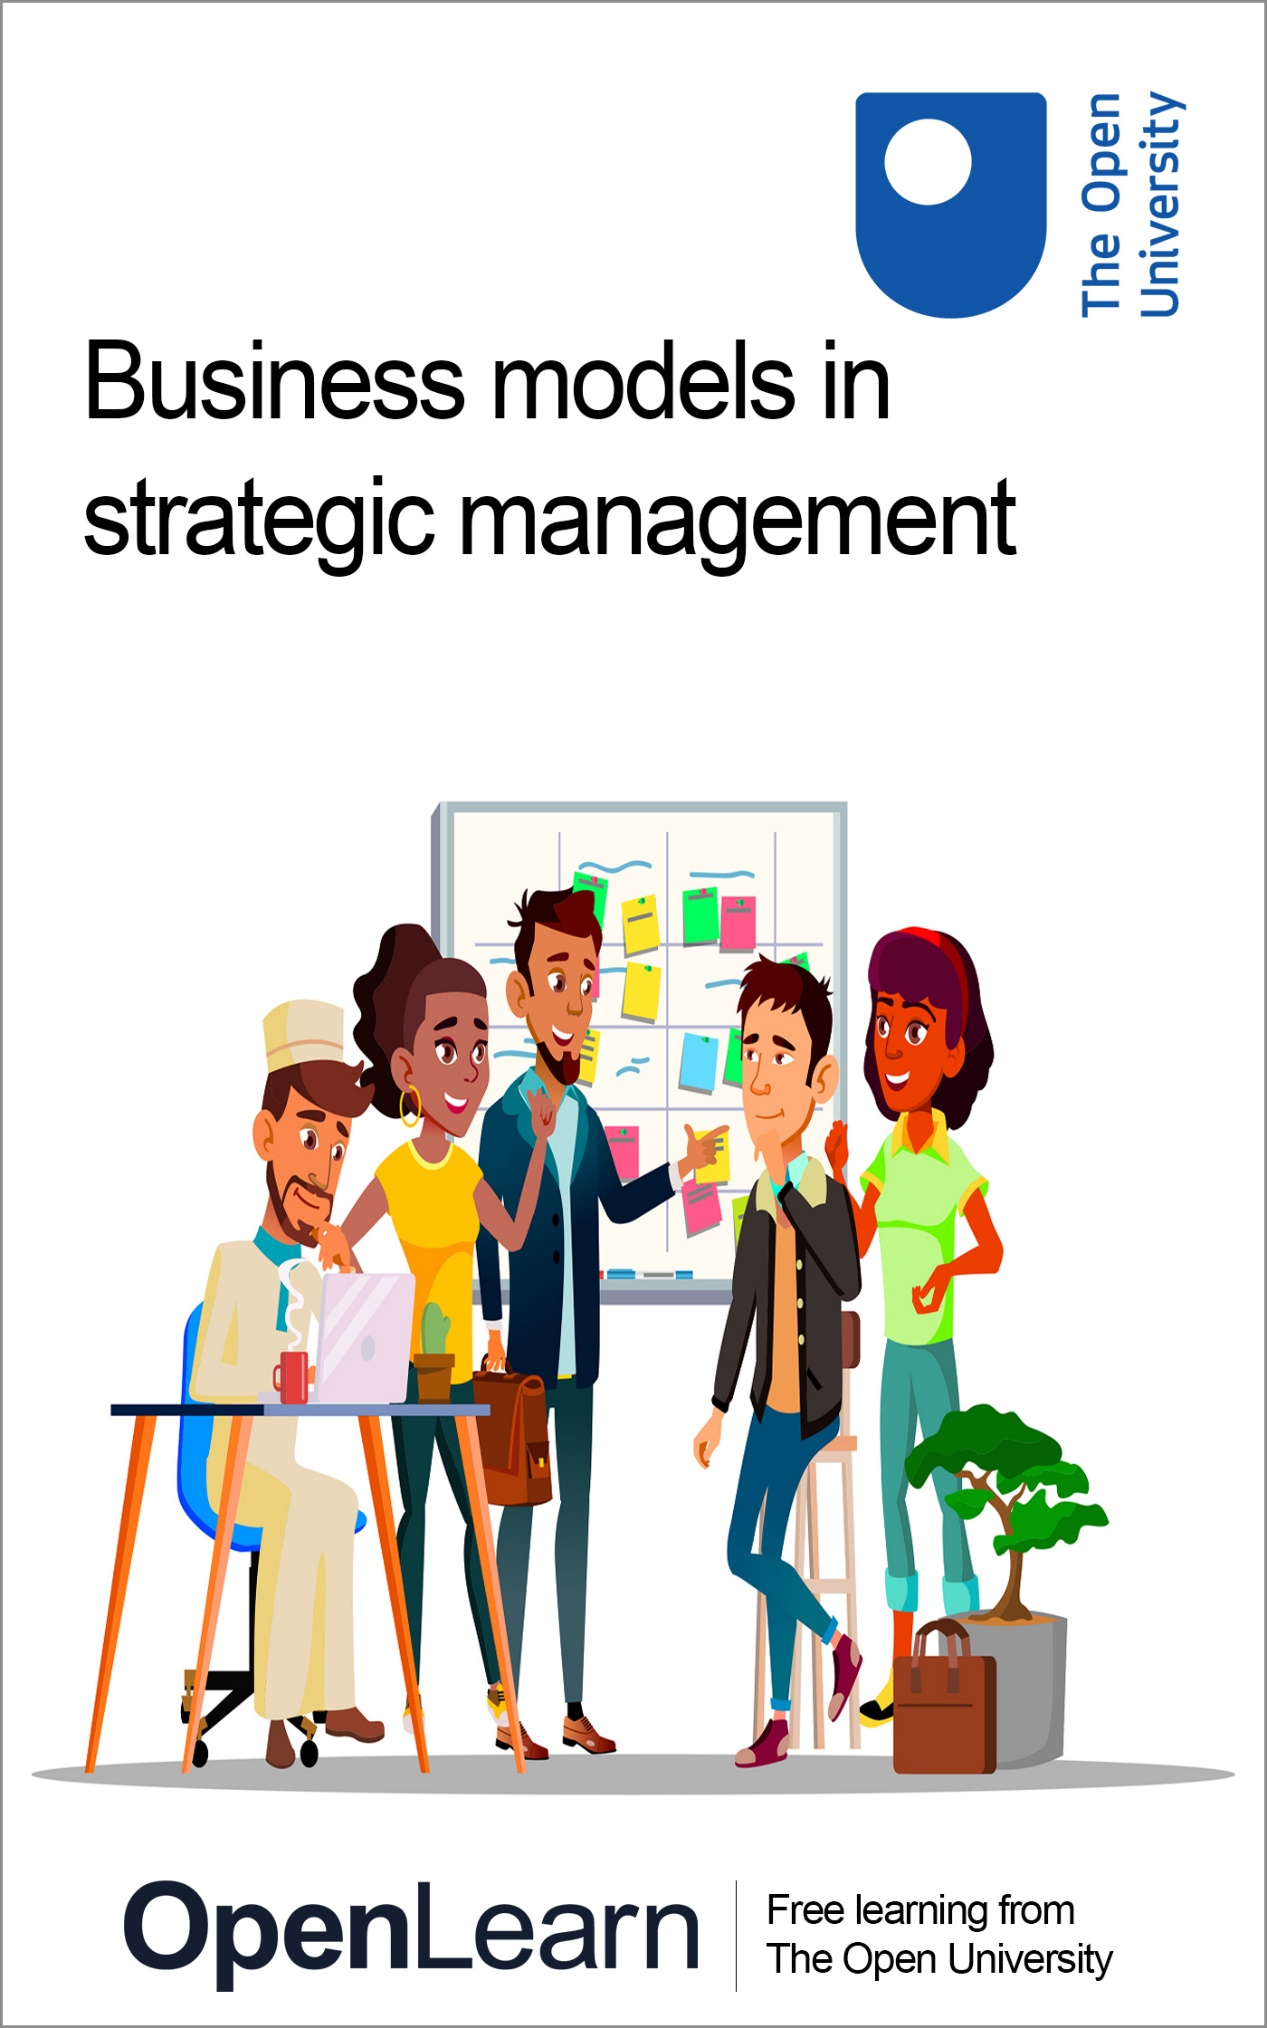 The Open
University
Business models in
strategic management
OpenLearn
Free learning from
The Open University